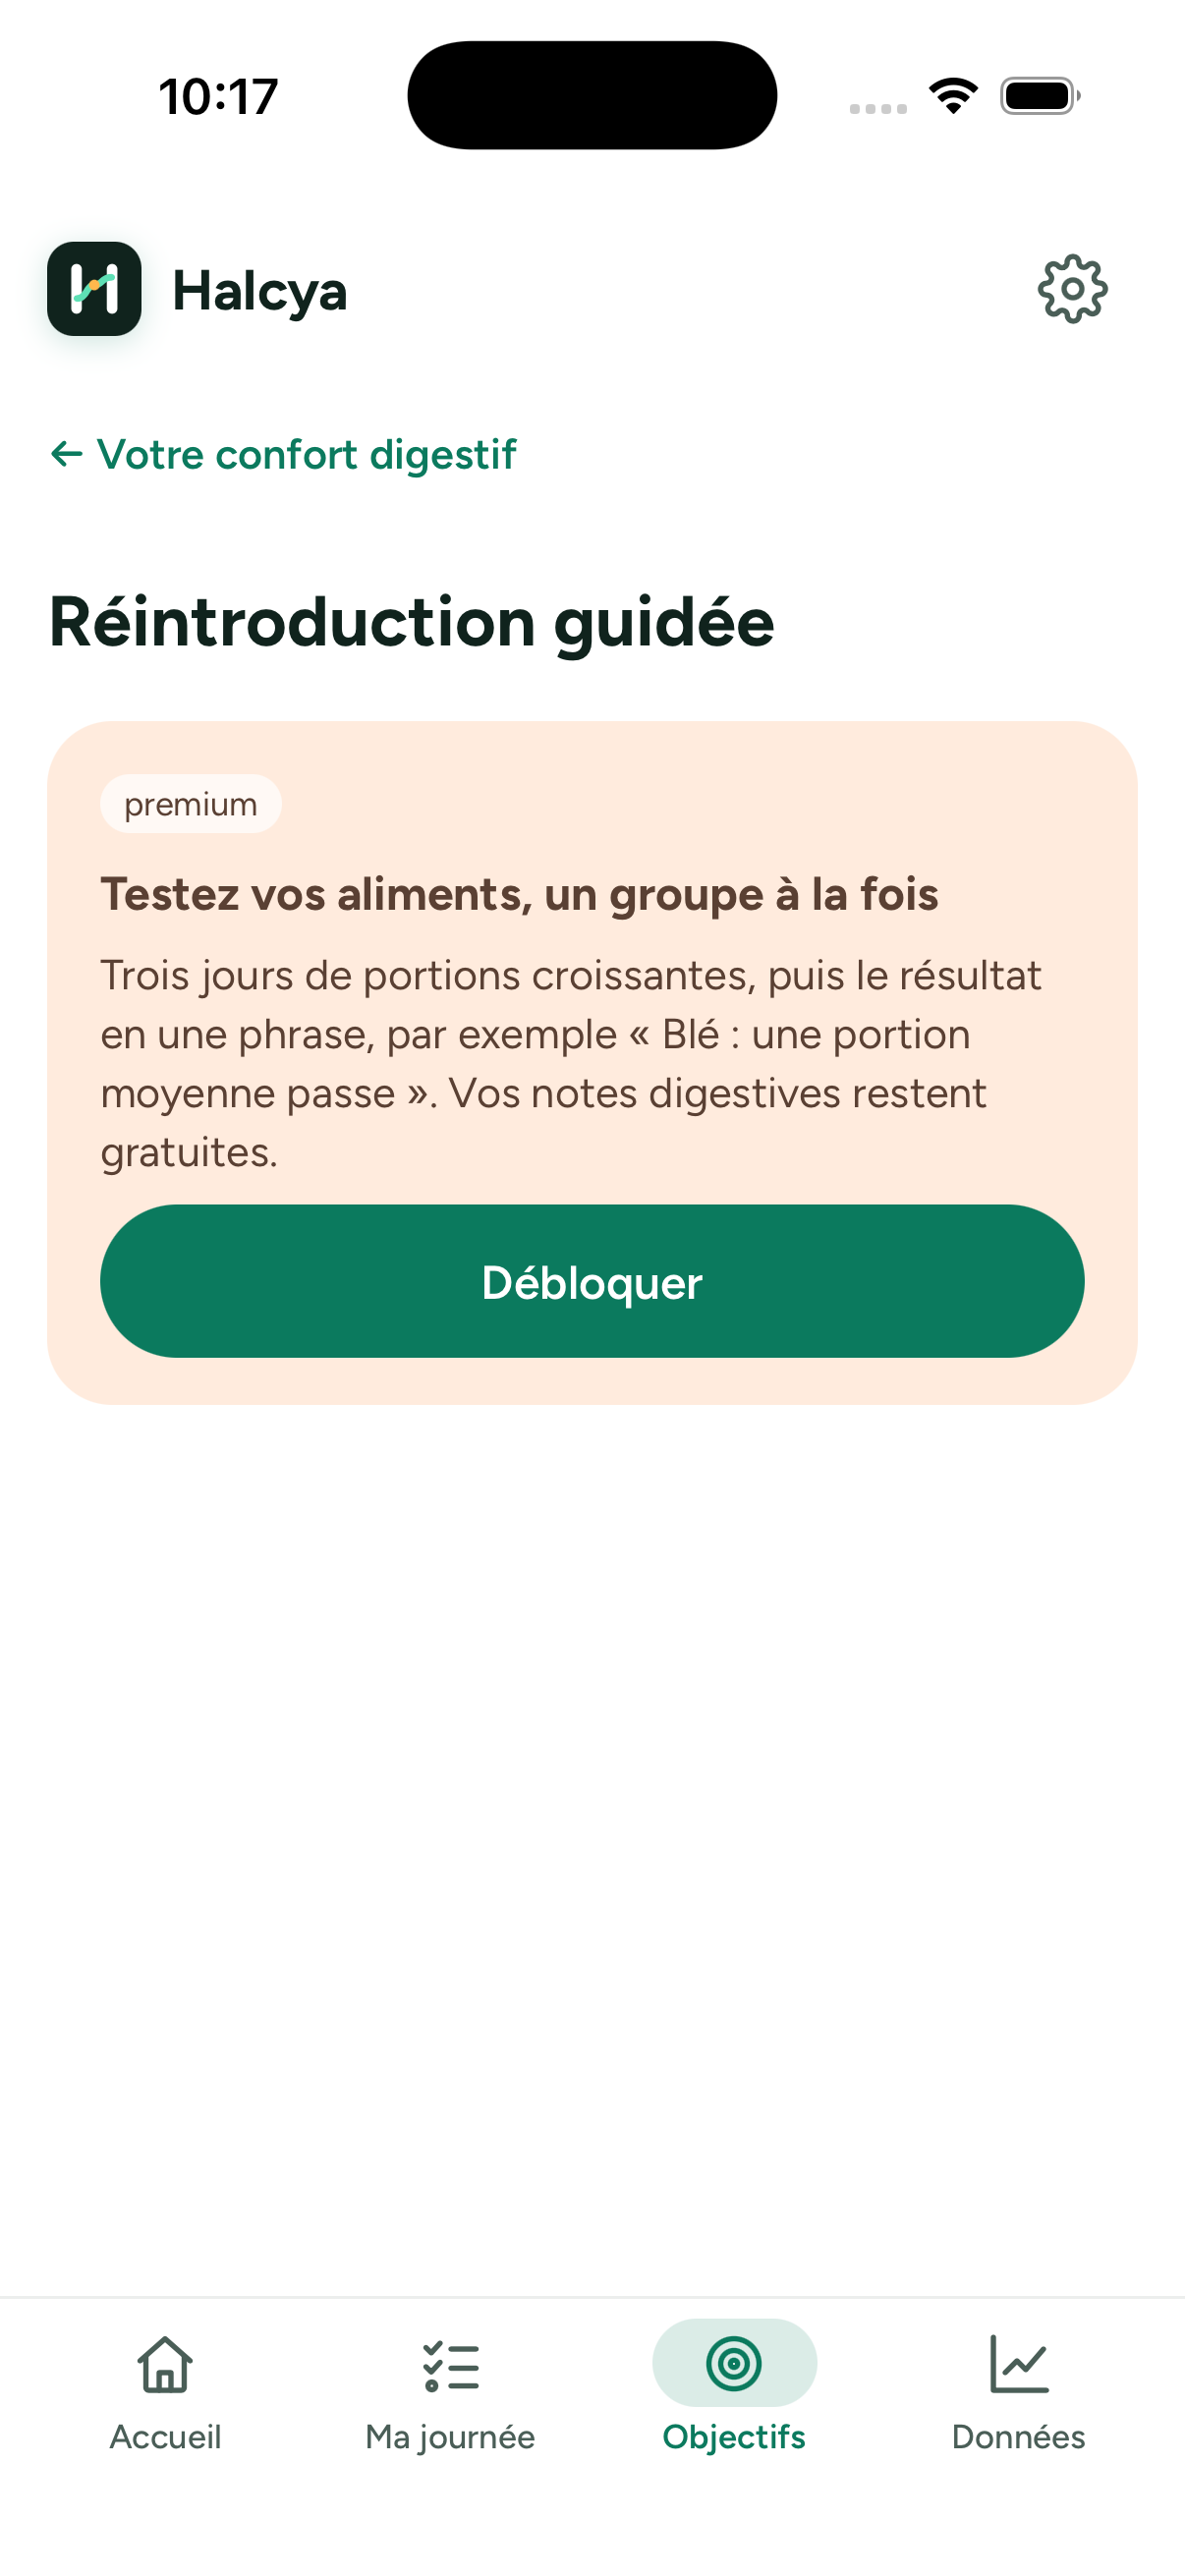 10:17
Halcya
← Votre confort digestif
Réintroduction guidée
premium
Testez vos aliments, un groupe à la fois
Trois jours de portions croissantes, puis le résultat
en une phrase, par exemple « Blé : une portion
moyenne passe ». Vos notes digestives restent
gratuites.
Débloquer
Accueil
Ma journée
Objectifs
Données